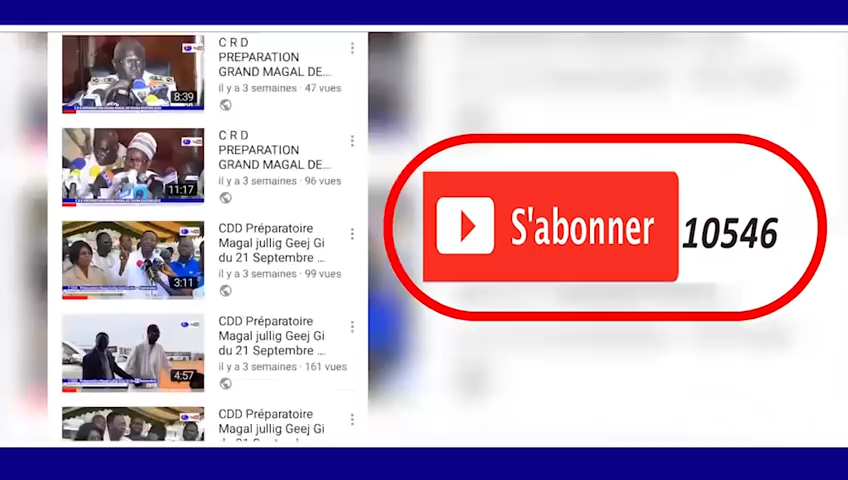 C R D
PREPARATION
GRAND MAGAL DE...
il y a 3 semaines · 47 vues
8:39
C R D
PREPARATION
GRAND MAGAL DE...
il y a 3 semaines · 96 vues
11:17
CDD Préparatoire
Magal jullig Geej Gi
du 21 Septembre ...
il y a 3 semaines · 99 vues
3:11
CDD Préparatoire
Magal jullig Geej Gi
du 21 Septembre ...
il y a 3 semaines · 161 vues
4:57
CDD Préparatoire
Magal jullig Geej Gi
S'abonner 10546